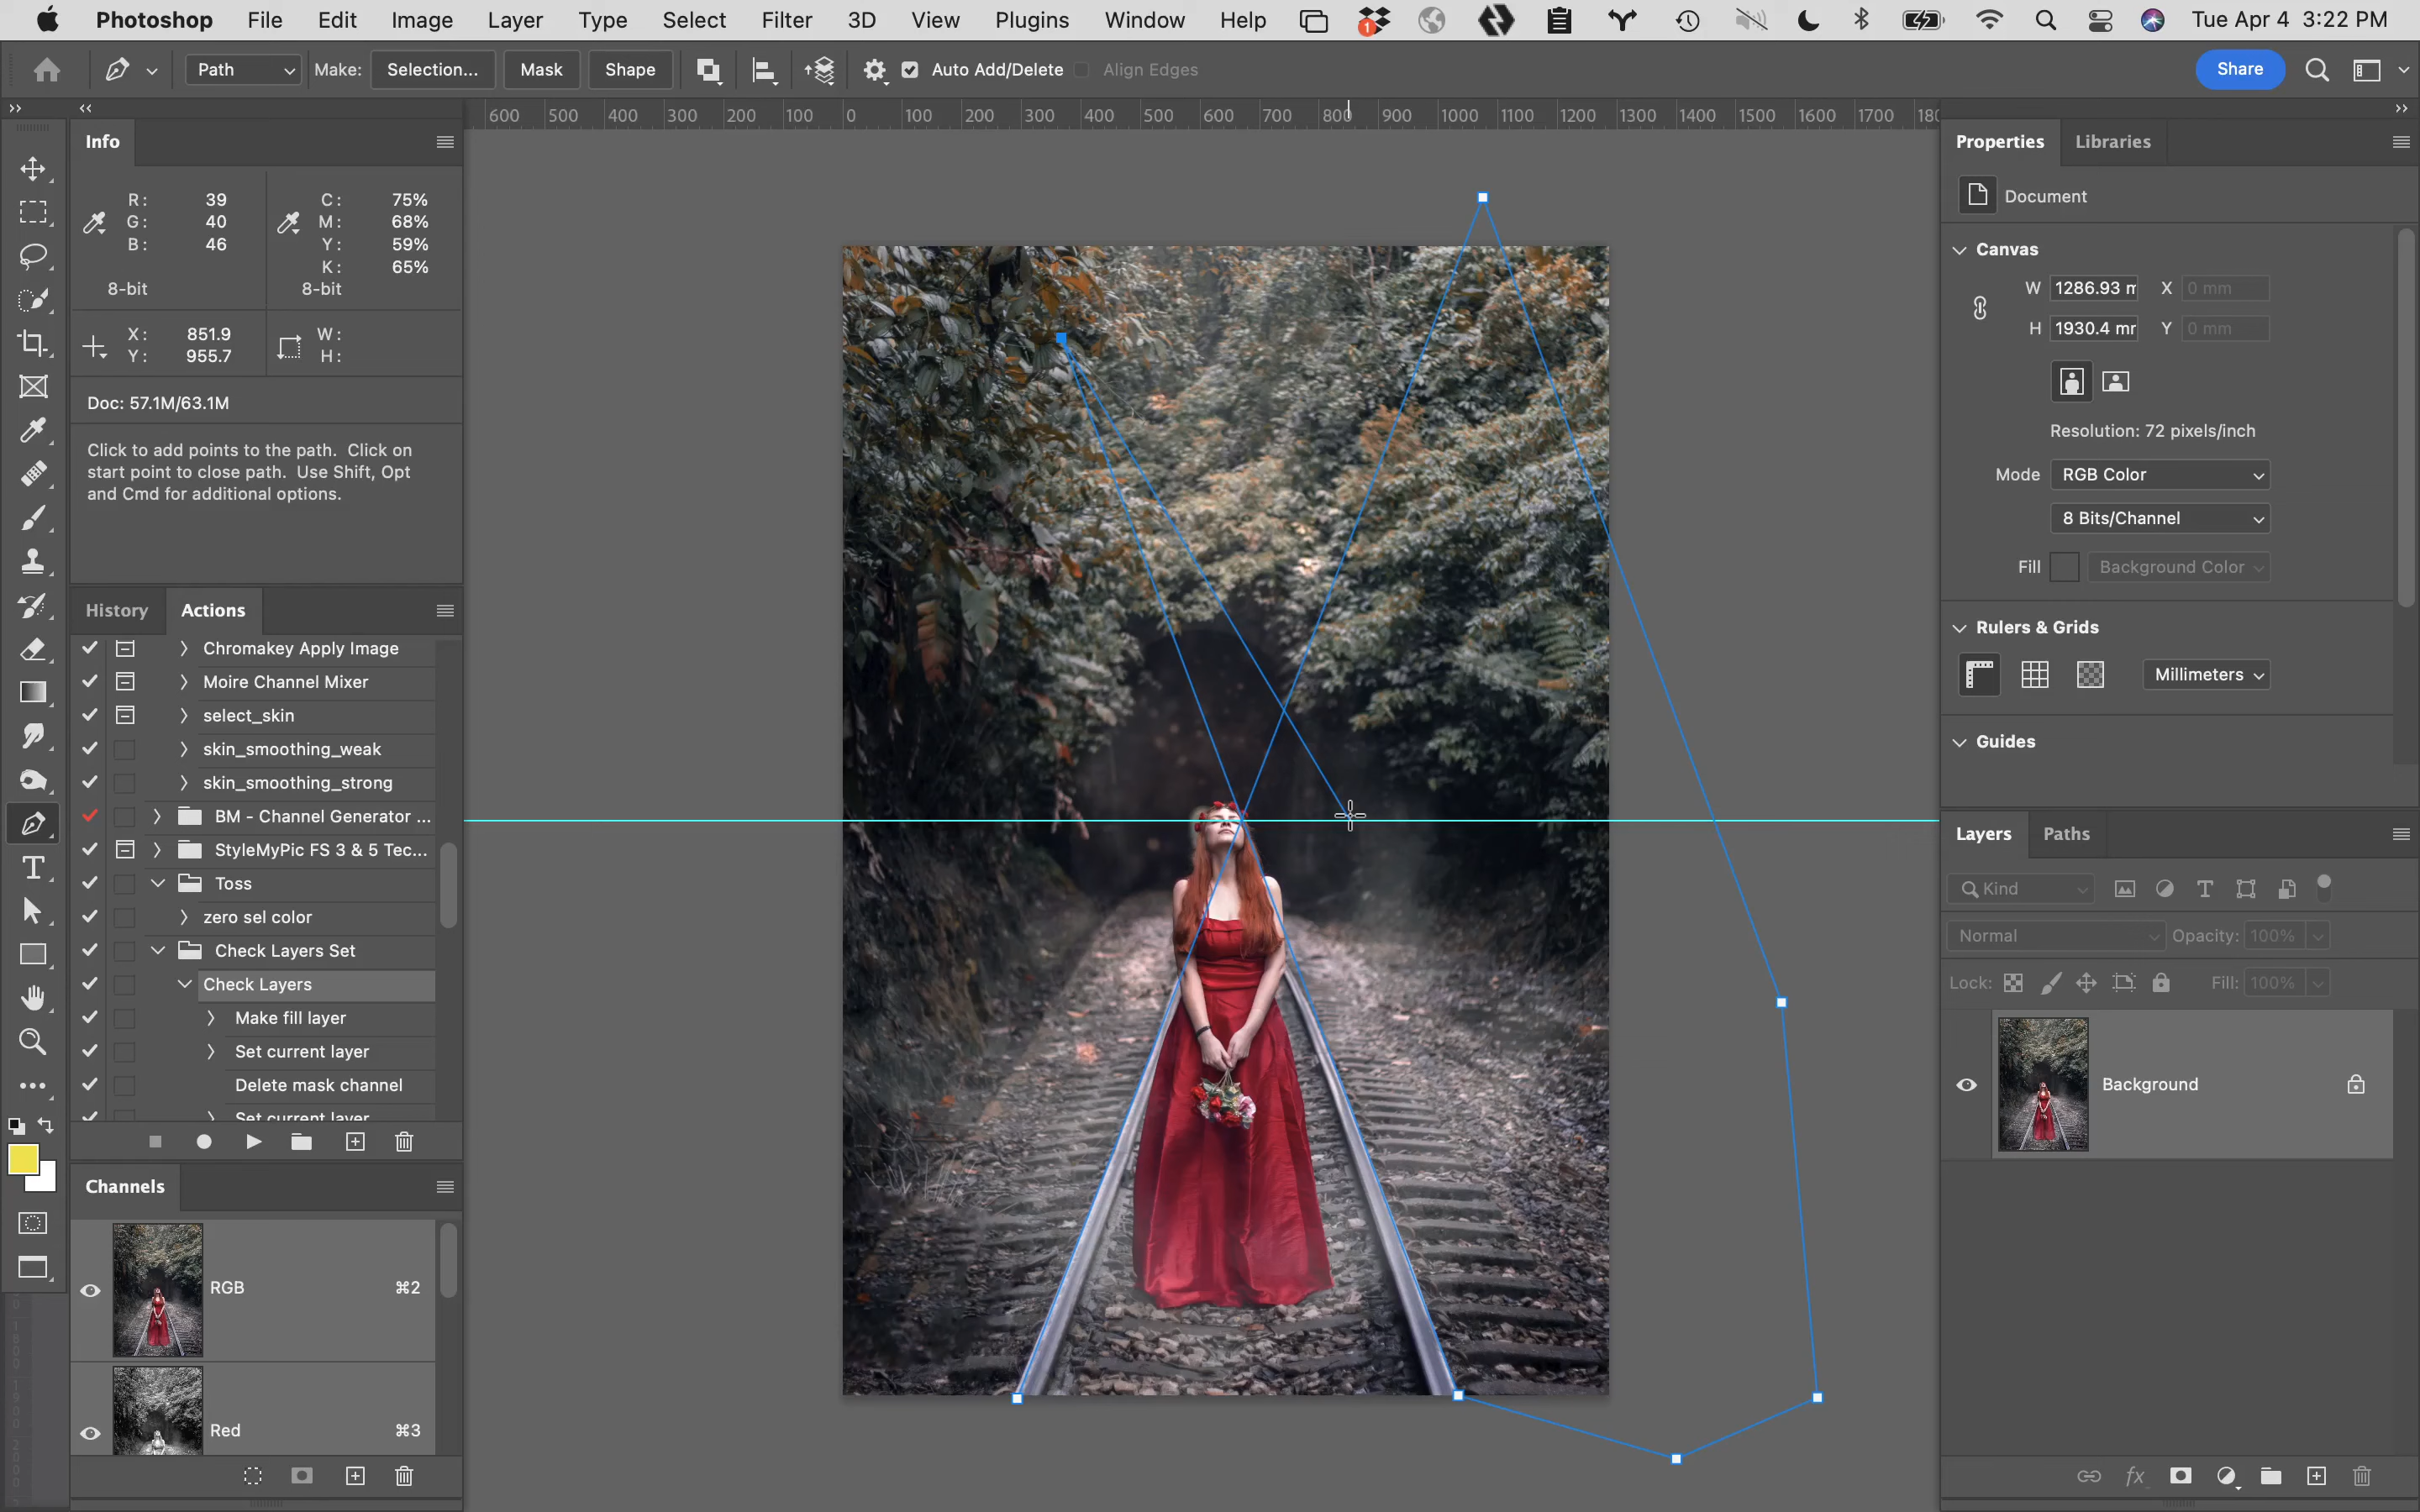 Photoshop File Edit Image Layer Type Select Filter 3D View Plugins Window Help 1 Tue Apr 4 3:22 PM
Path Make: Selection... Mask Shape Auto Add/Delete Align Edges Share
600 500 400 300 200 100 0 100 200 300 400 500 600 700 800 900 1000 1100 1200 1300 1400 1500 1600 1700
Info
R: 39 C: 75%
G: 40 M: 68%
B: 46 Y: 59%
K: 65%
8-bit 8-bit
X: 851.9 W:
Y: 955.7 H:
Doc: 57.1M/63.1M
Click to add points to the path. Click on
start point to close path. Use Shift, Opt
and Cmd for additional options.
History Actions
Chromakey Apply Image
Moire Channel Mixer
select_skin
skin_smoothing_weak
skin_smoothing_strong
BM - Channel Generator ...
StyleMyPic FS 3 & 5 Tec...
Toss
zero sel color
Check Layers Set
Check Layers
Make fill layer
Set current layer
Delete mask channel
Set current layer
Channels
RGB ⌘2
Red ⌘3
Properties Libraries
Document
Canvas
W 1286.93 m X 0 mm
H 1930.4 mm Y 0 mm
Resolution: 72 pixels/inch
Mode RGB Color
8 Bits/Channel
Fill Background Color
Rulers & Grids
Millimeters
Guides
Layers Paths
Kind
Normal Opacity: 100%
Lock: Fill: 100%
Background
fx